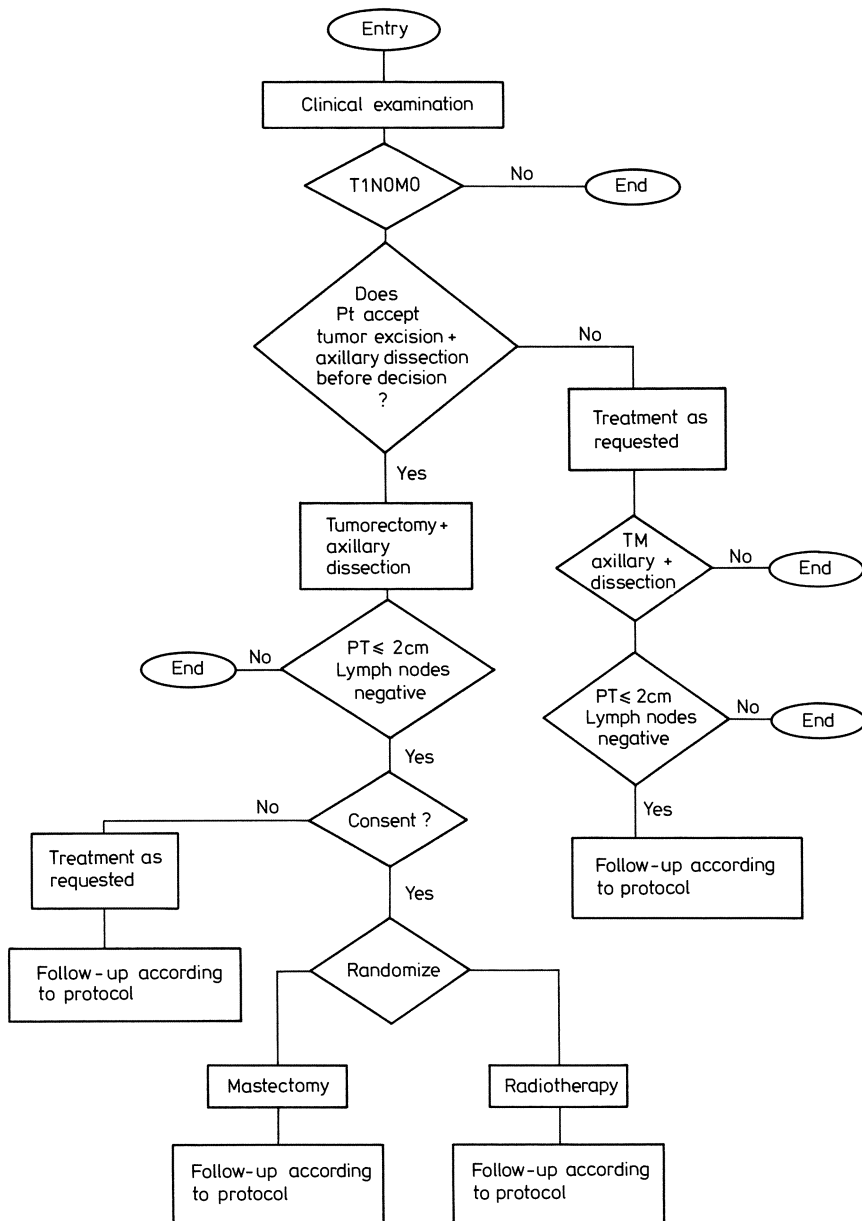 Entry
Clinical examination
T1N0M0
No
End
Does
Pt accept
tumor excision +
axillary dissection
before decision
?
No
Treatment as
requested
Yes
Tumorectomy +
axillary
dissection
TM
axillary +
dissection
No
End
PT ⩽ 2cm
Lymph nodes
negative
No
End
PT ⩽ 2cm
Lymph nodes
negative
No
End
Yes
Yes
Consent ?
No
Treatment as
requested
Follow-up according
to protocol
Yes
Follow-up according
to protocol
Randomize
Mastectomy
Radiotherapy
Follow-up according
to protocol
Follow-up according
to protocol